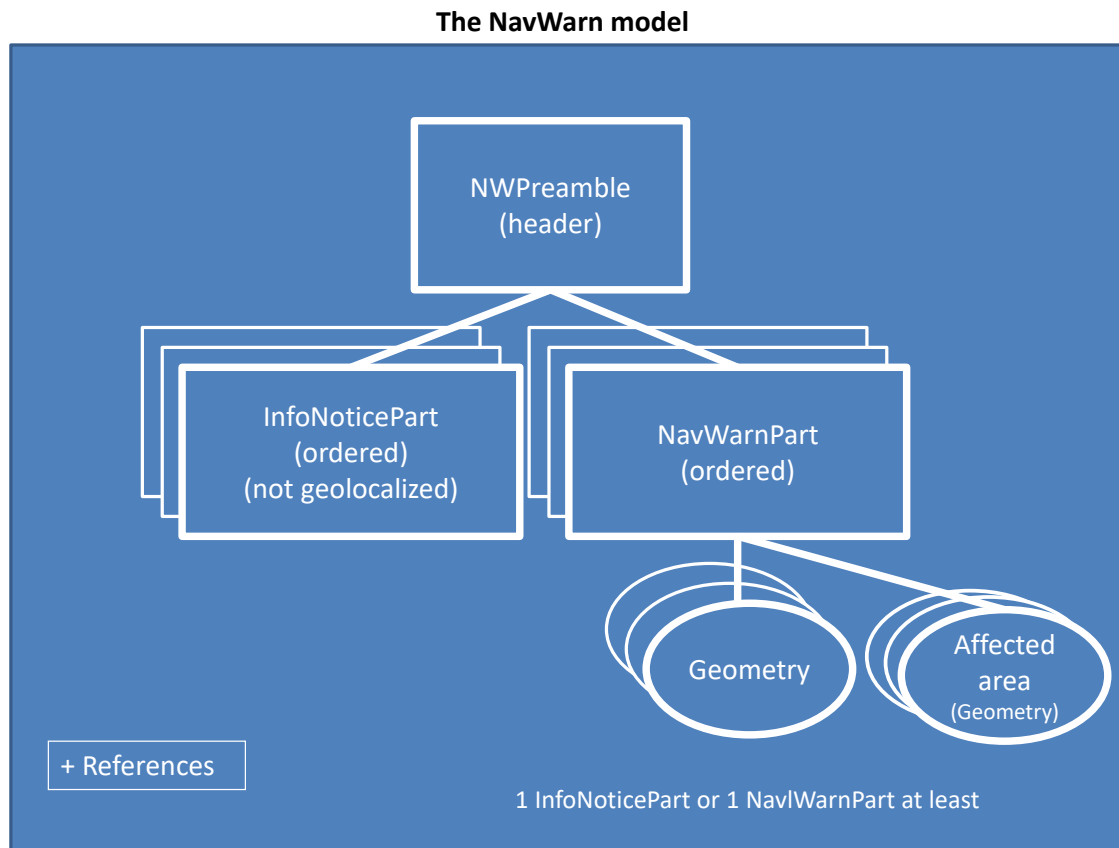 The NavWarn model
NWPreamble
(header)
InfoNoticePart
(ordered)
(not geolocalized)
NavWarnPart
(ordered)
Geometry
Affected
area
(Geometry)
+ References
1 InfoNoticePart or 1 NavlWarnPart at least